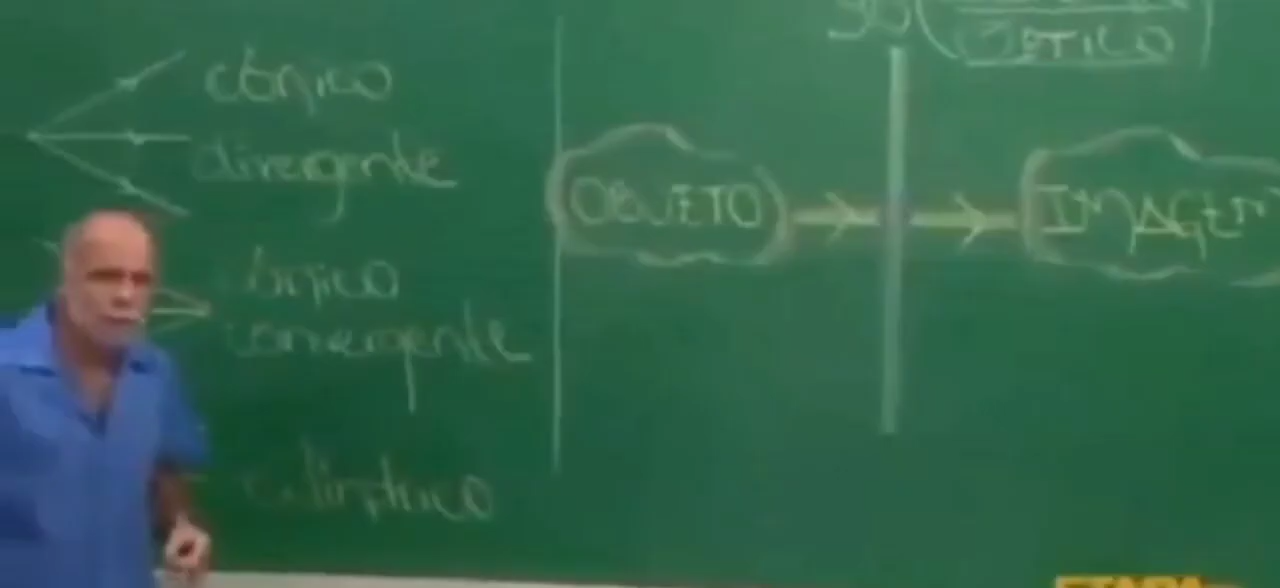 cônico
divergente
cônico
convergente
cilíndrico
OBJETO
IMAGEM
ÓPTICO